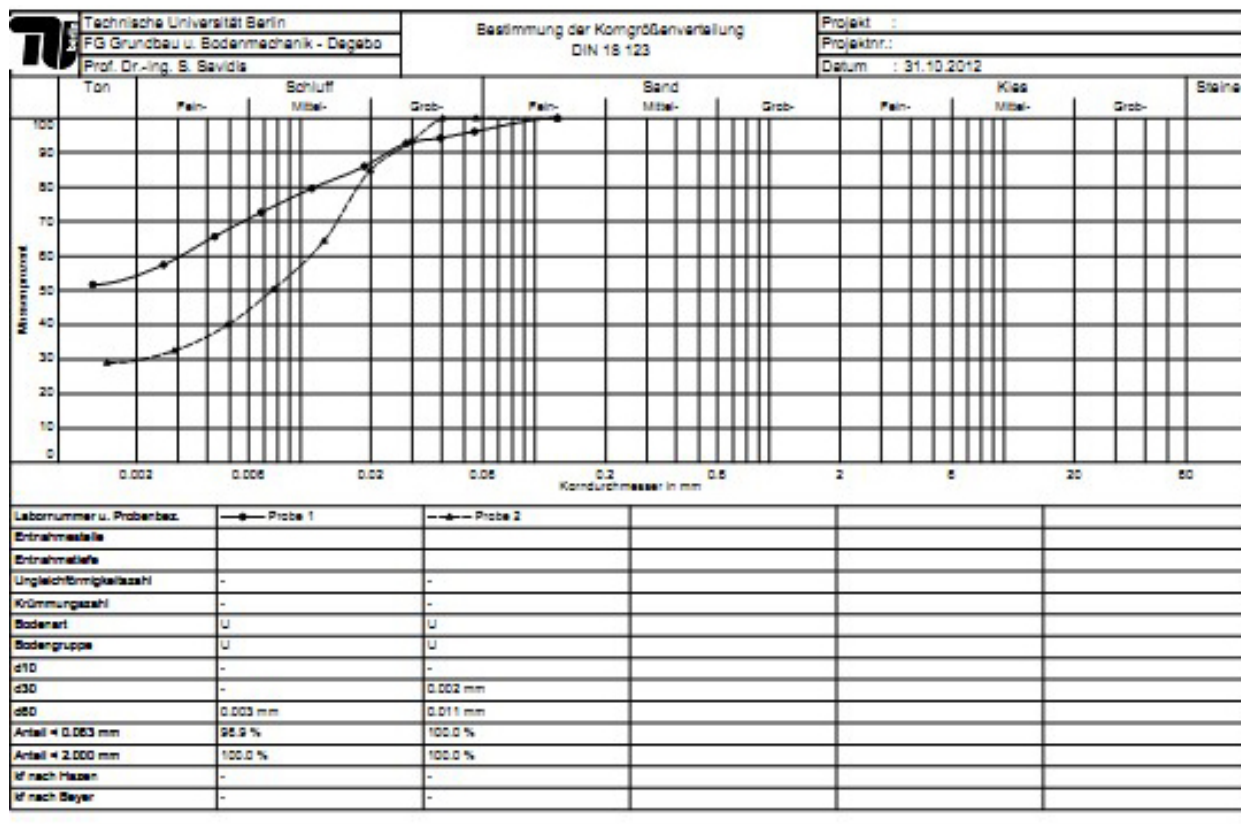 Technische Universität Berlin
FG Grundbau u. Bodenmechanik - Degebo
Prof. Dr.-Ing. S. Savidis
Bestimmung der Korngrößenverteilung
DIN 18 123
Projekt :
Projektnr.:
Datum : 31.10.2012
Ton Schluff Sand Kies Steine
Fein- Mittel- Grob- Fein- Mittel- Grob- Fein- Mittel- Grob-
100
90
80
70
60
50
40
30
20
10
0
Massenprozent
0.002 0.006 0.02 0.06 0.2 0.6 2 6 20 60
Korndurchmesser in mm
Labornummer u. Probenbez. Probe 1 Probe 2
Entnahmestelle
Entnahmetiefe
Ungleichförmigkeitszahl - -
Krümmungszahl - -
Bodenart U U
Bodengruppe U U
d10 - -
d30 - 0.002 mm
d60 0.003 mm 0.011 mm
Anteil < 0.063 mm 100.0 %
Anteil < 2.000 mm 100.0 % 100.0 %
kf nach Hazen - -
kf nach Beyer - -